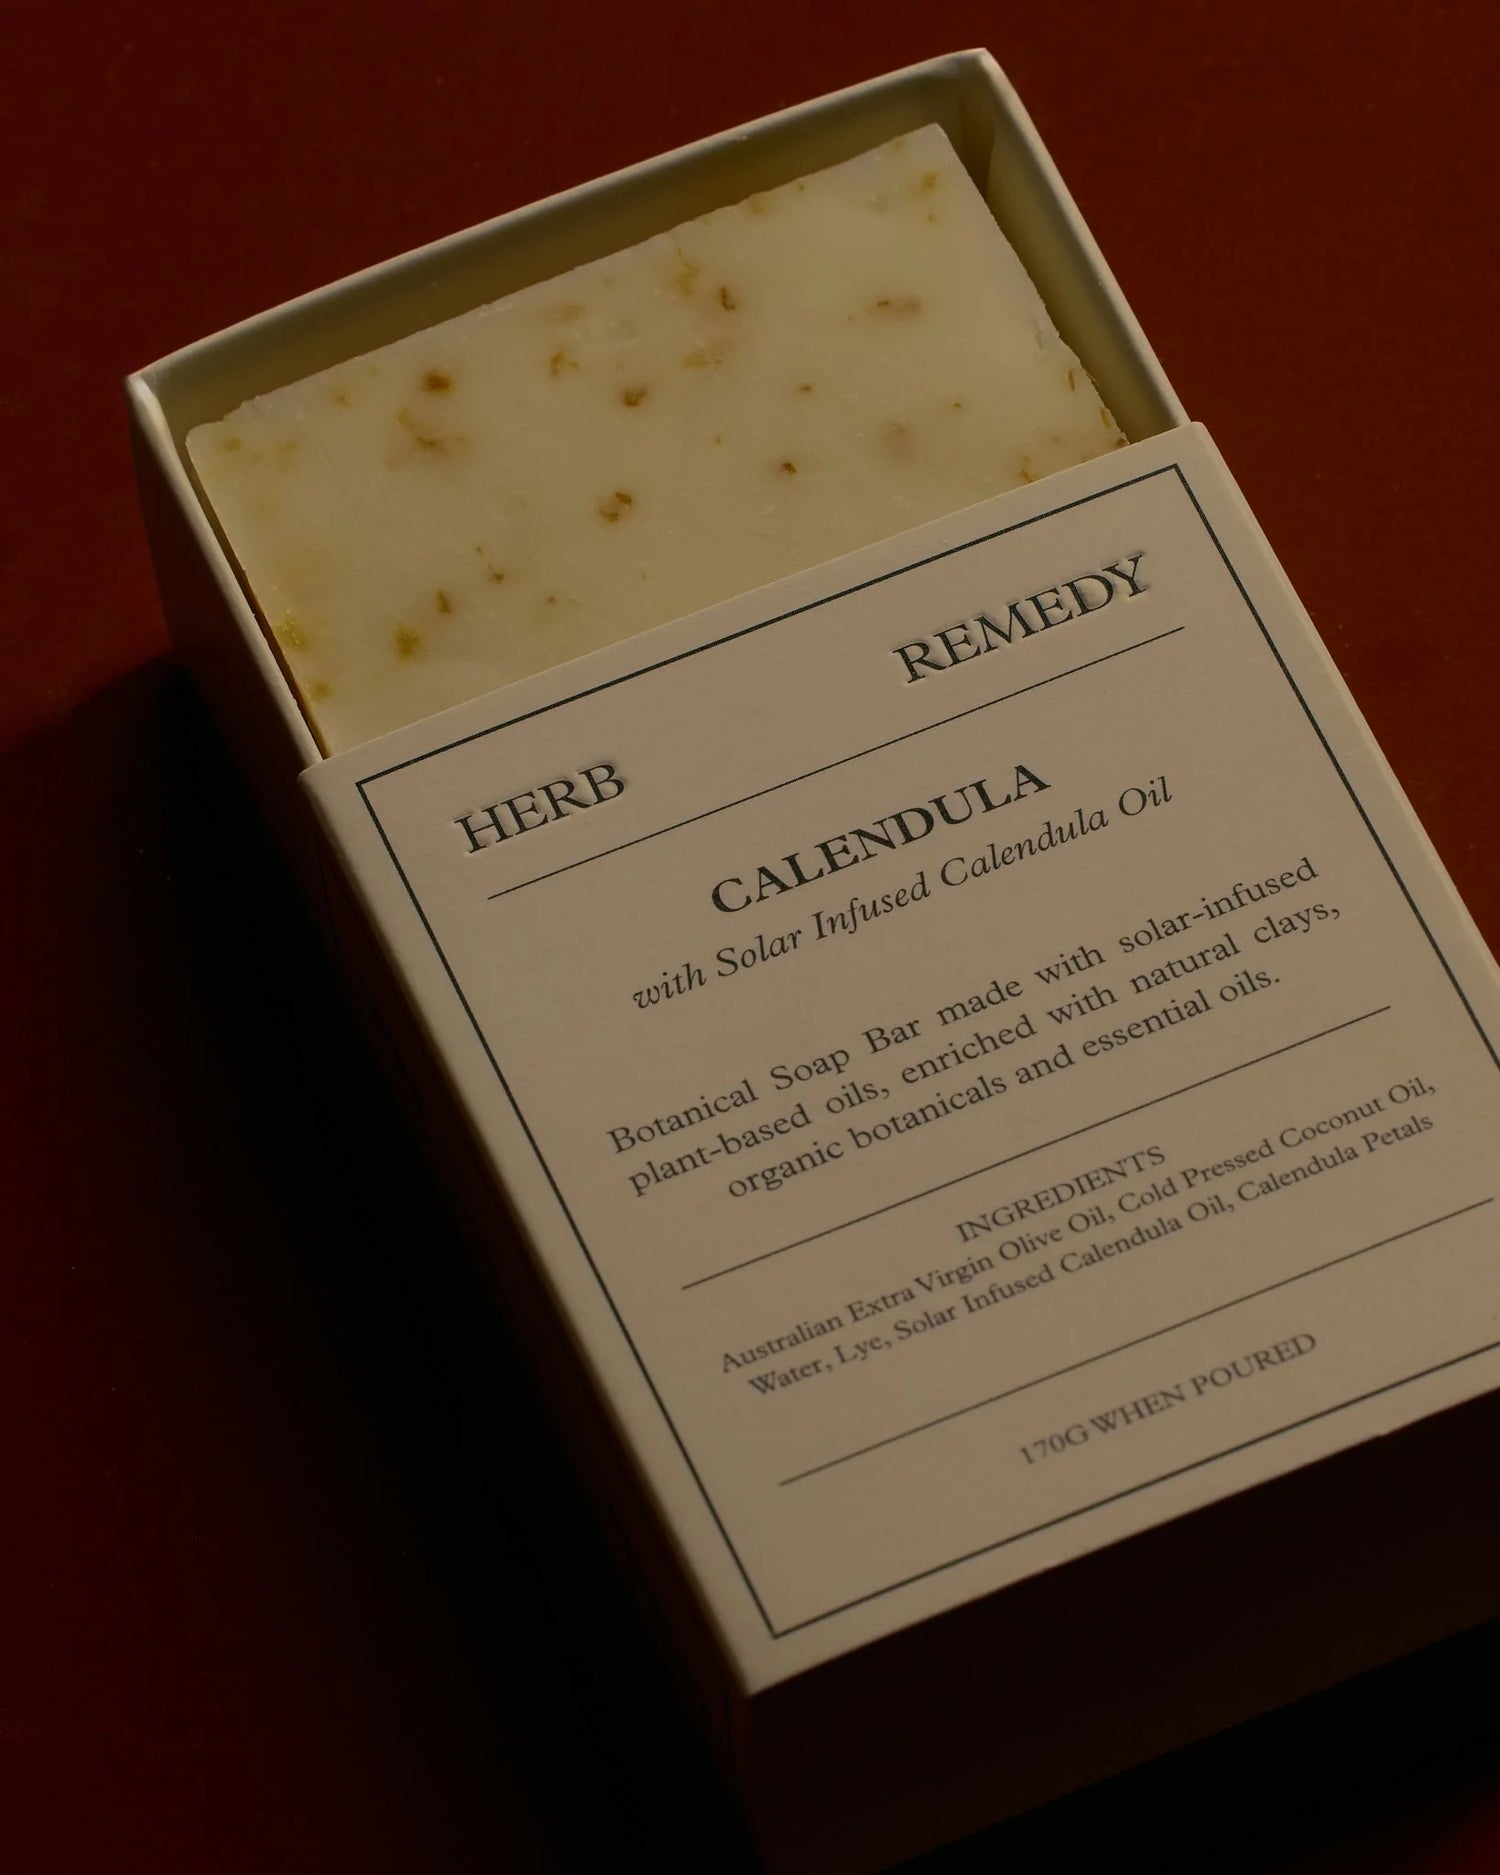 HERB REMEDY
CALENDULA
with Solar Infused Calendula Oil
Botanical Soap Bar made with solar-infused
plant-based oils, enriched with natural clays,
organic botanicals and essential oils.
INGREDIENTS
Australian Extra Virgin Olive Oil, Cold Pressed Coconut Oil,
Water, Lye, Solar Infused Calendula Oil, Calendula Petals
170G WHEN POURED